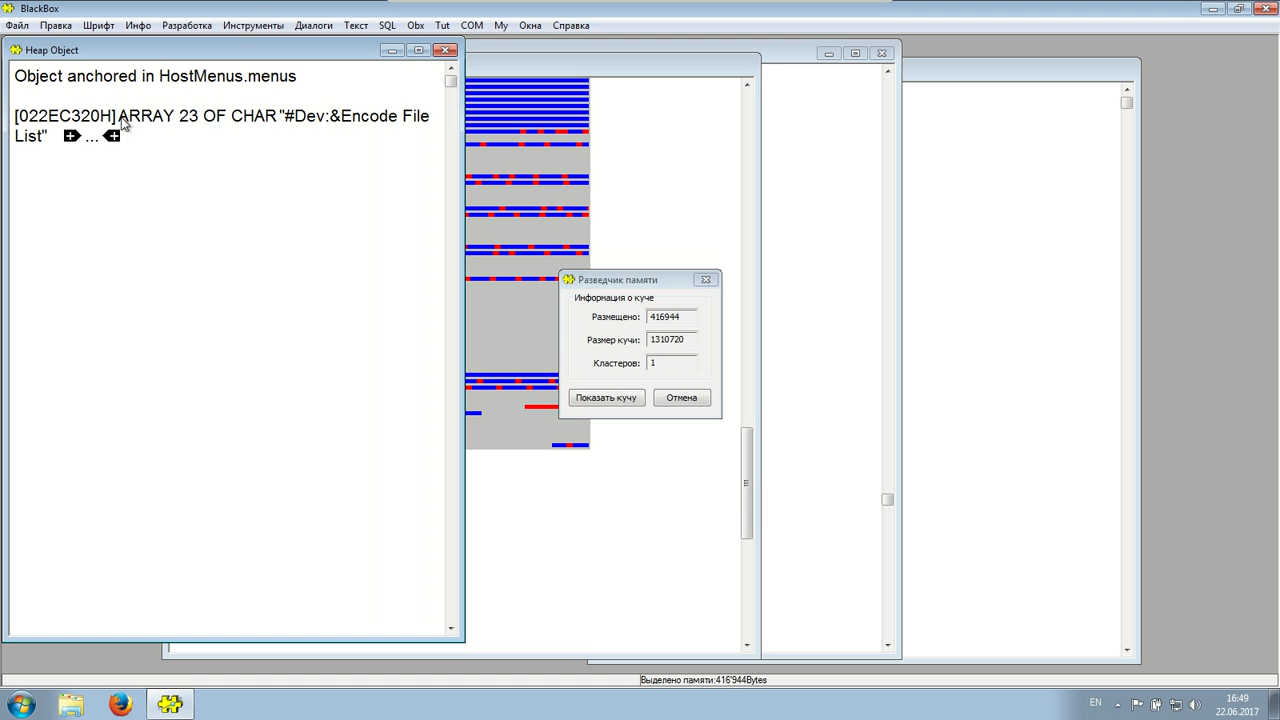 BlackBox
Файл Правка Шрифт Инфо Разработка Инструменты Диалоги Текст SQL Obx Tut COM My Окна Справка
Heap Object
Object anchored in HostMenus.menus
[022EC320H]ARRAY 23 OF CHAR "#Dev:&Encode File
List" ...
Разведчик памяти
Информация о куче
Размещено: 416944
Размер кучи: 1310720
Кластеров: 1
Показать кучу Отмена
Выделено памяти:416'944Bytes
EN
16:49
22.06.2017